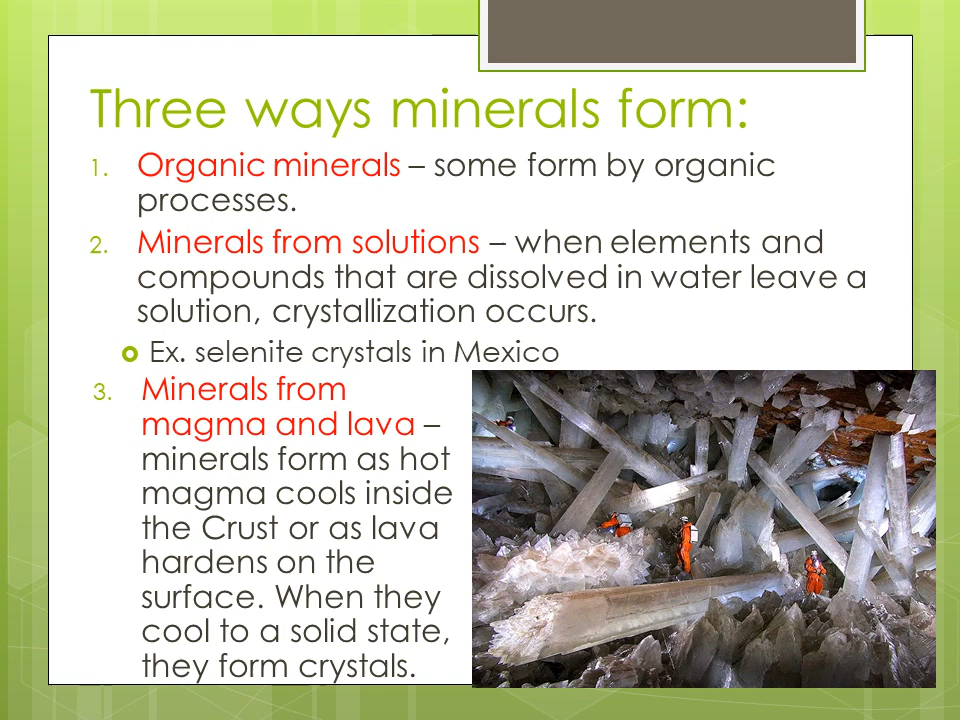 Three ways minerals form:
1. Organic minerals – some form by organic
processes.
2. Minerals from solutions – when elements and
compounds that are dissolved in water leave a
solution, crystallization occurs.
Ex. selenite crystals in Mexico
3. Minerals from
magma and lava –
minerals form as hot
magma cools inside
the Crust or as lava
hardens on the
surface. When they
cool to a solid state,
they form crystals.